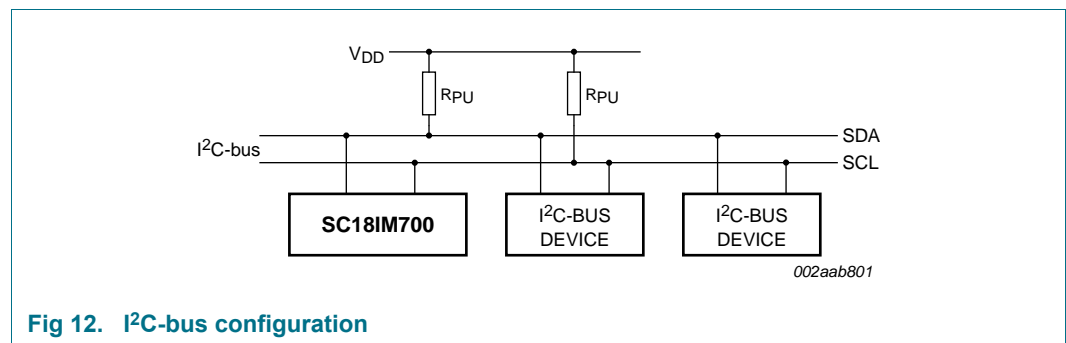 VDD
RPU RPU
SDA
I2C-bus
SCL
SC18IM700
I2C-BUS DEVICE
I2C-BUS DEVICE
002aab801
Fig 12. I2C-bus configuration